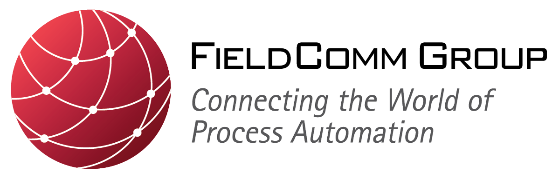 FieldComm Group
Connecting the World of
Process Automation